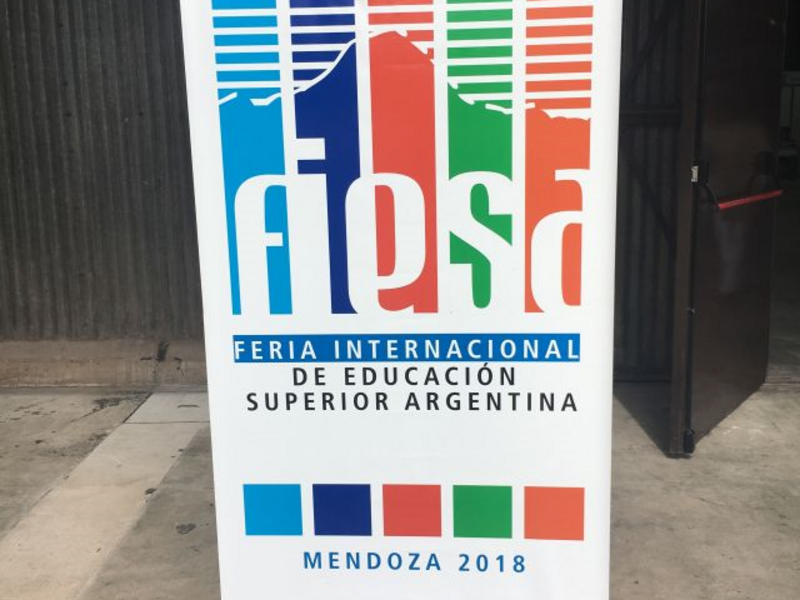 fiesa
FERIA INTERNACIONAL
DE EDUCACIÓN
SUPERIOR ARGENTINA
MENDOZA 2018